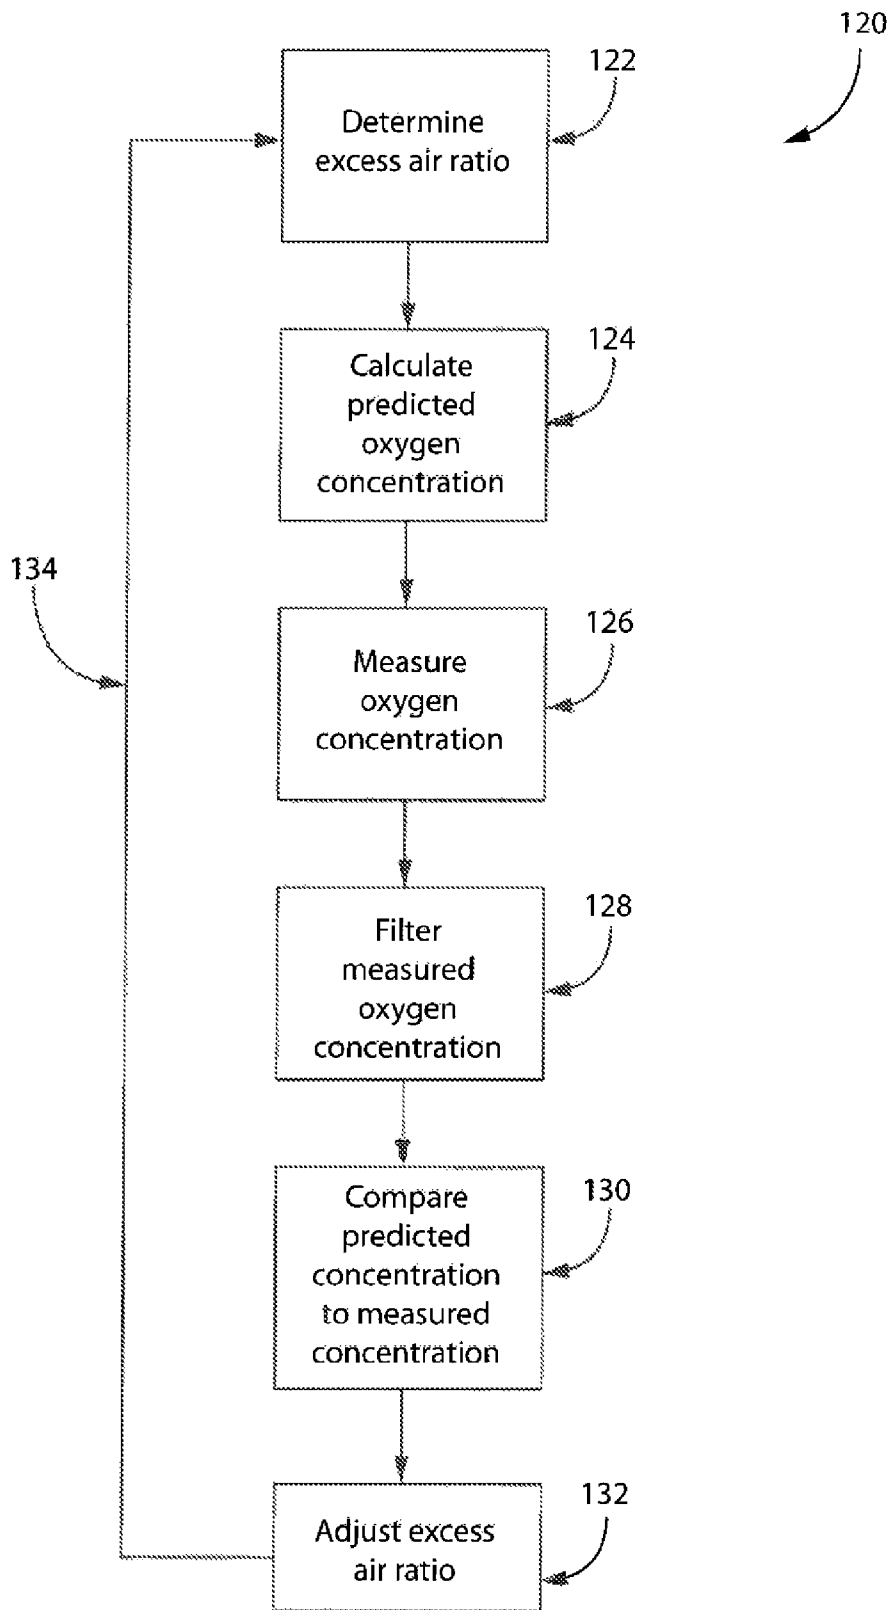 120
122
Determine
excess air ratio
124
Calculate
predicted
oxygen
concentration
134
126
Measure
oxygen
concentration
128
Filter
measured
oxygen
concentration
130
Compare
predicted
concentration
to measured
concentration
132
Adjust excess
air ratio